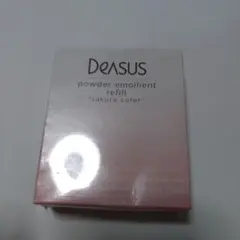 DeASUS
powder emollient
refill
"sakura color"